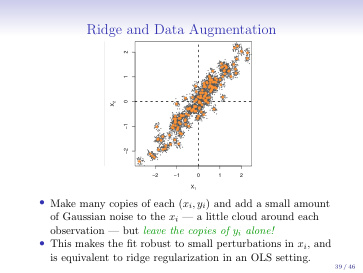 Ridge and Data Augmentation
2
1
0
−1
−2
x₂
−2 −1 0 1 2
x₁
• Make many copies of each (xᵢ, yᵢ) and add a small amount
of Gaussian noise to the xᵢ — a little cloud around each
observation — but leave the copies of yᵢ alone!
• This makes the fit robust to small perturbations in xᵢ, and
is equivalent to ridge regularization in an OLS setting.
39 / 46